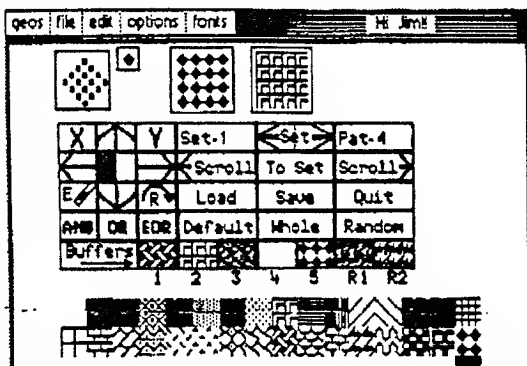 geos file edit options fonts Hi Jim!
X Y Set-1 Set Pat-4
Scroll To Set Scroll
E R Load Save Quit
AND OR EOR Default Whole Random
Buffers
1 2 3 4 5 R1 R2